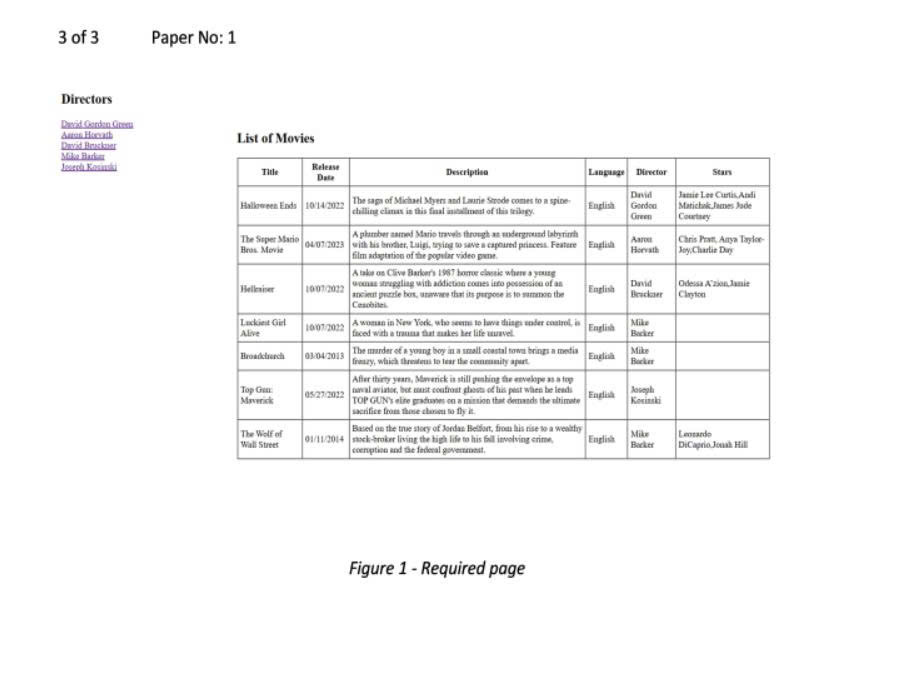 3 of 3 Paper No: 1
Directors
David Gordon Green
Aaron Horvath
David Bruckner
Mike Barker
Joseph Kosinski
List of Movies
Title Release Date Description Language Director Stars
Halloween Ends 10/14/2022 The saga of Michael Myers and Laurie Strode comes to a spine-
chilling climax in this final installment of this trilogy. English David
Gordon
Green Jamie Lee Curtis,Andi
Matichak,James Jude
Courtney
The Super Mario
Bros. Movie 04/07/2023 A plumber named Mario travels through an underground labyrinth
with his brother, Luigi, trying to save a captured princess. Feature
film adaptation of the popular video game. English Aaron
Horvath Chris Pratt, Anya Taylor-
Joy,Charlie Day
Hellraiser 10/07/2022 A take on Clive Barker's 1987 horror classic where a young
woman struggling with addiction comes into possession of an
ancient puzzle box, unaware that its purpose is to summon the
Cenobites. English David
Bruckner Odessa A'zion,Jamie
Clayton
Luckiest Girl
Alive 10/07/2022 A woman in New York, who seems to have things under control, is
faced with a trauma that makes her life unravel. English Mike
Barker
Broadchurch 03/04/2013 The murder of a young boy in a small coastal town brings a media
frenzy, which threatens to tear the community apart. English Mike
Barker
Top Gun:
Maverick 05/27/2022 After thirty years, Maverick is still pushing the envelope as a top
naval aviator, but must confront ghosts of his past when he leads
TOP GUN's elite graduates on a mission that demands the ultimate
sacrifice from those chosen to fly it. English Joseph
Kosinski
The Wolf of
Wall Street 01/11/2014 Based on the true story of Jordan Belfort, from his rise to a wealthy
stock-broker living the high life to his fall involving crime,
corruption and the federal government. English Mike
Barker Leonardo
DiCaprio,Jonah Hill
Figure 1 - Required page